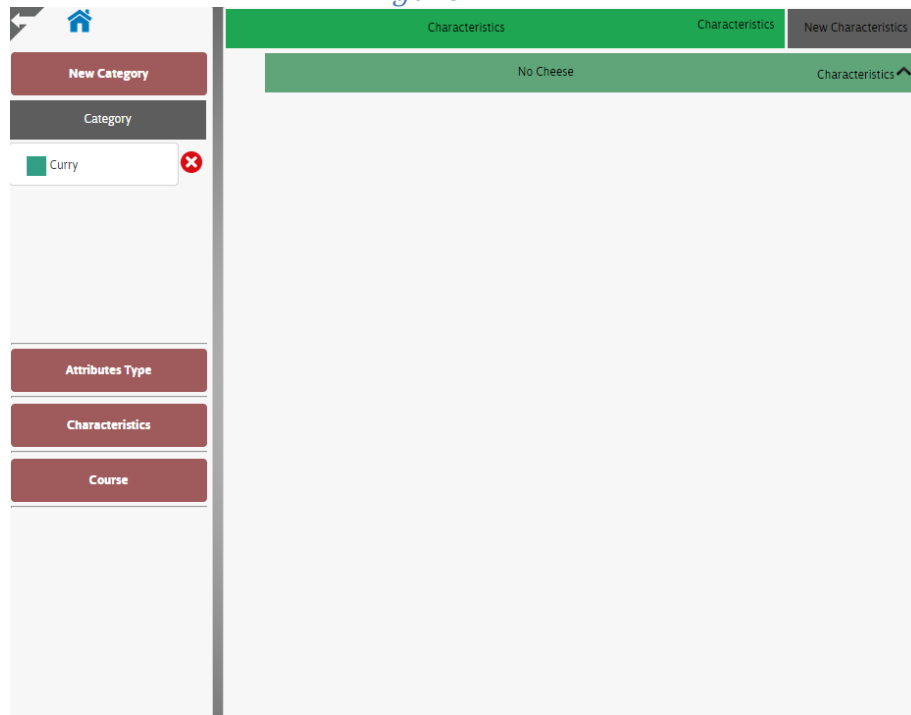 Characteristics
Characteristics
New Characteristics
New Category
No Cheese
Characteristics
Category
Curry
Attributes Type
Characteristics
Course